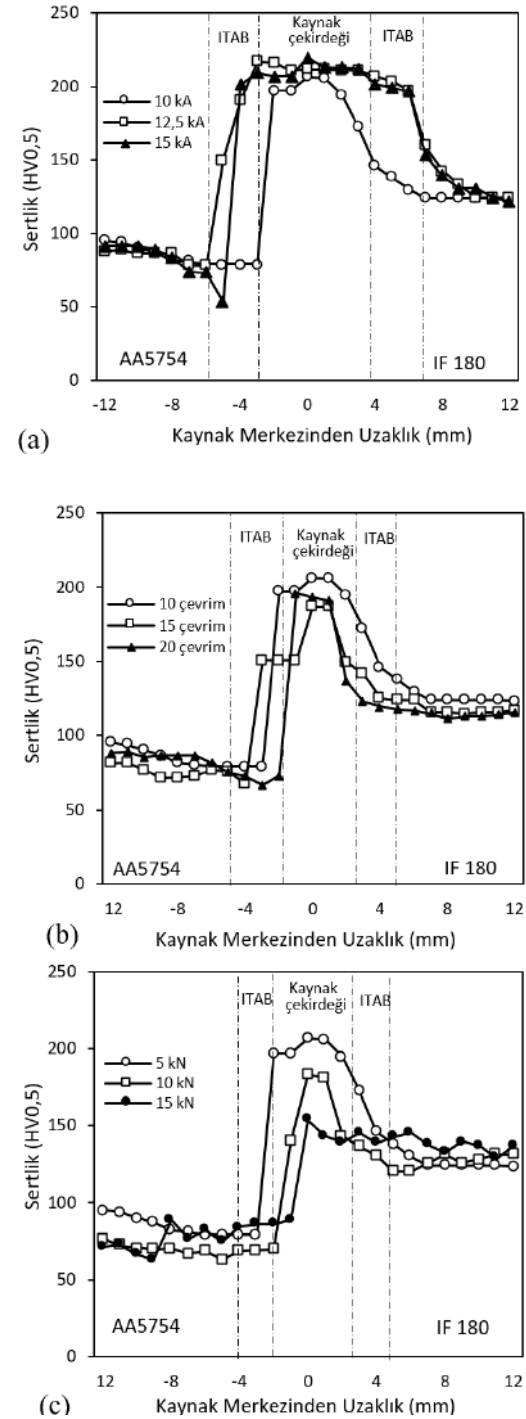 250
ITAB
Kaynak
çekirdeği
ITAB
200
10 kA
12,5 kA
15 kA
150
Sertlik (HV0,5)
100
50
AA5754
IF 180
0
-12
-8
-4
0
4
8
12
(a)
Kaynak Merkezinden Uzaklık (mm)
250
ITAB
Kaynak
çekirdeği
ITAB
200
10 çevrim
15 çevrim
20 çevrim
150
Sertlik (HV0,5)
100
50
AA5754
IF 180
0
12
-8
-4
0
4
8
12
(b)
Kaynak Merkezinden Uzaklık (mm)
250
ITAB
Kaynak
çekirdeği
ITAB
200
5 kN
10 kN
15 kN
150
Sertlik (HV0,5)
100
50
AA5754
IF 180
0
-12
-8
-4
0
4
8
12
(c)
Kaynak Merkezinden Uzaklık (mm)